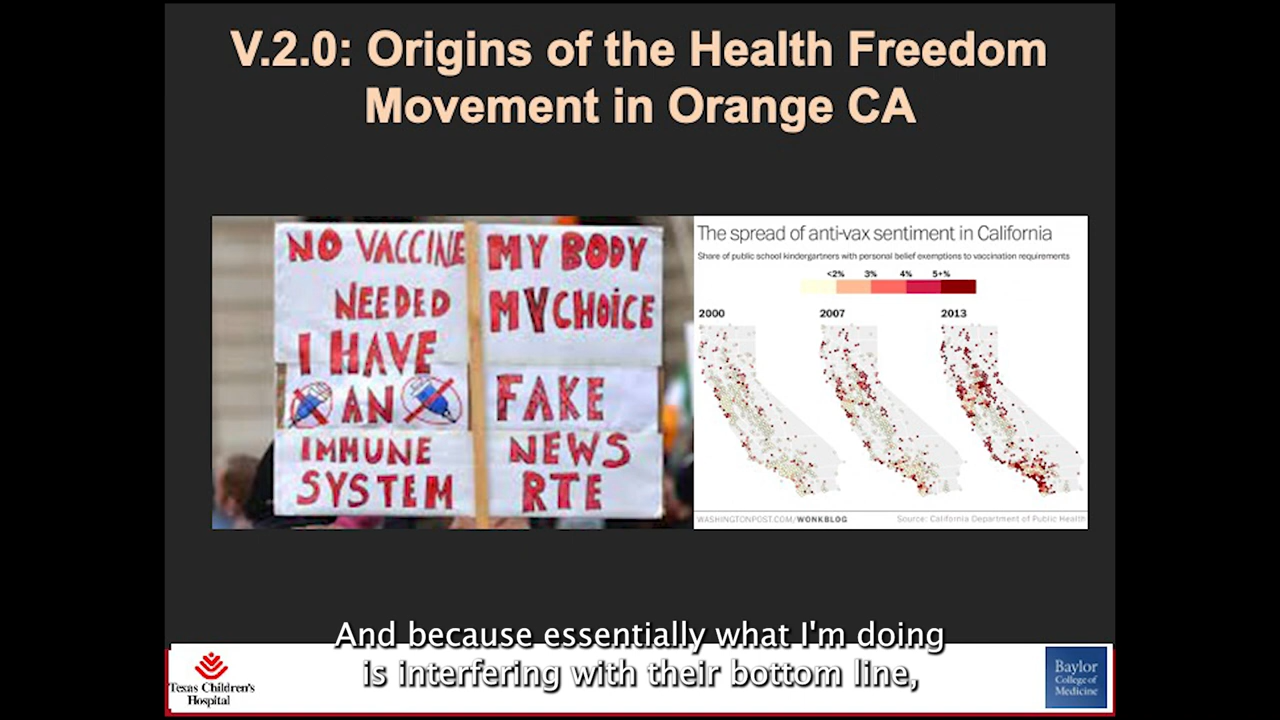 V.2.0: Origins of the Health Freedom
Movement in Orange CA
NO VACCINE
NEEDED
I HAVE
AN
IMMUNE
SYSTEM
MY BODY
MY CHOICE
FAKE
NEWS
RTE
The spread of anti-vax sentiment in California
Share of public school kindergartners with personal belief exemptions to vaccination requirements
<2% 3% 4% 5+%
2000 2007 2013
WASHINGTONPOST.COM/WONKBLOG Source: California Department of Public Health
And because essentially what I'm doing
is interfering with their bottom line,
Texas Children's
Hospital
Baylor
College of
Medicine